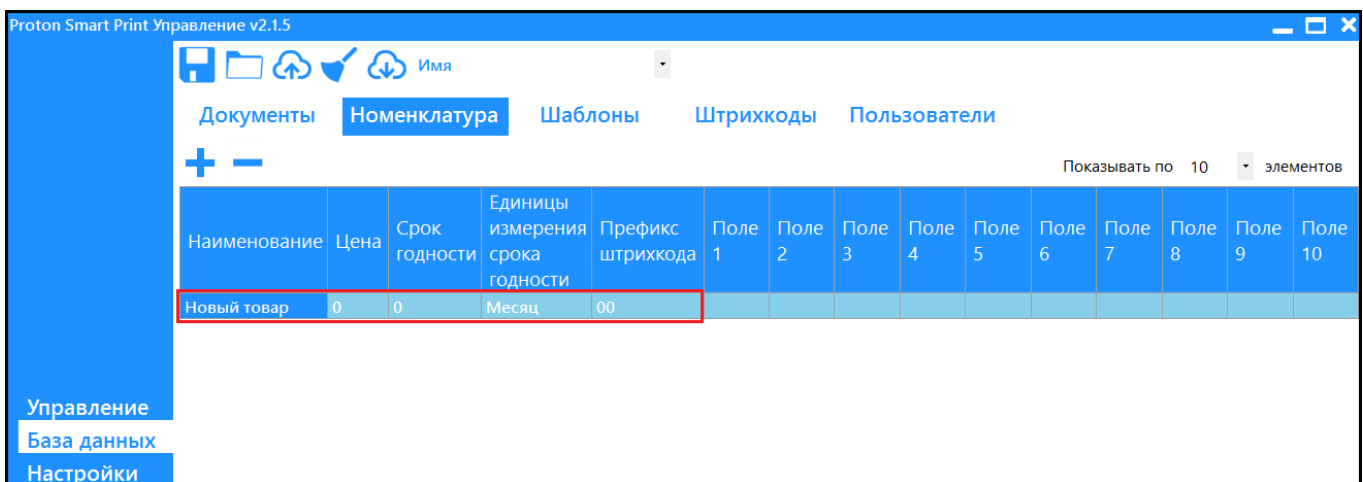 Proton Smart Print Управление v2.1.5
Имя
Документы Номенклатура Шаблоны Штрихкоды Пользователи
Показывать по 10 элементов
Наименование Цена Срок годности Единицы измерения срока годности Префикс штрихкода Поле 1 Поле 2 Поле 3 Поле 4 Поле 5 Поле 6 Поле 7 Поле 8 Поле 9 Поле 10
Новый товар 0 0 Месяц 00
Управление
База данных
Настройки